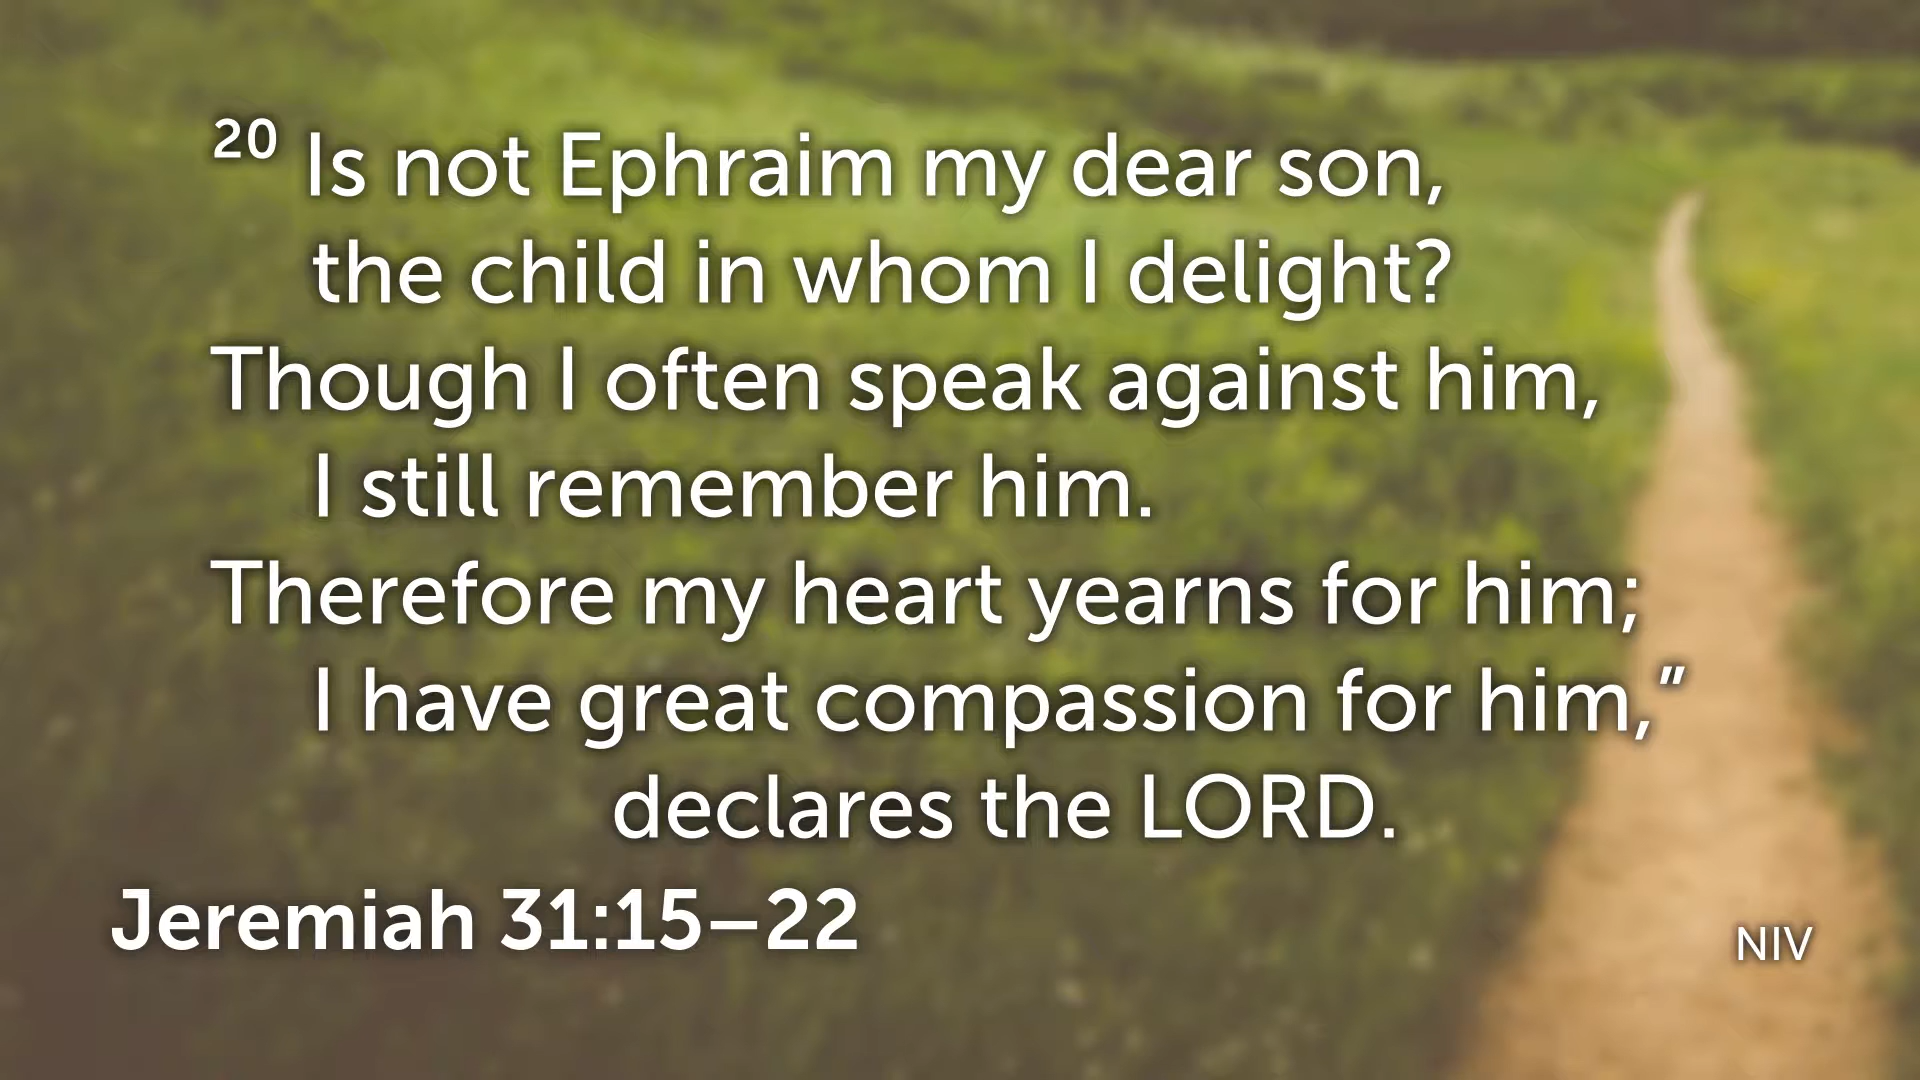 20 Is not Ephraim my dear son,
the child in whom I delight?
Though I often speak against him,
I still remember him.
Therefore my heart yearns for him;
I have great compassion for him,”
declares the LORD.
Jeremiah 31:15–22
NIV